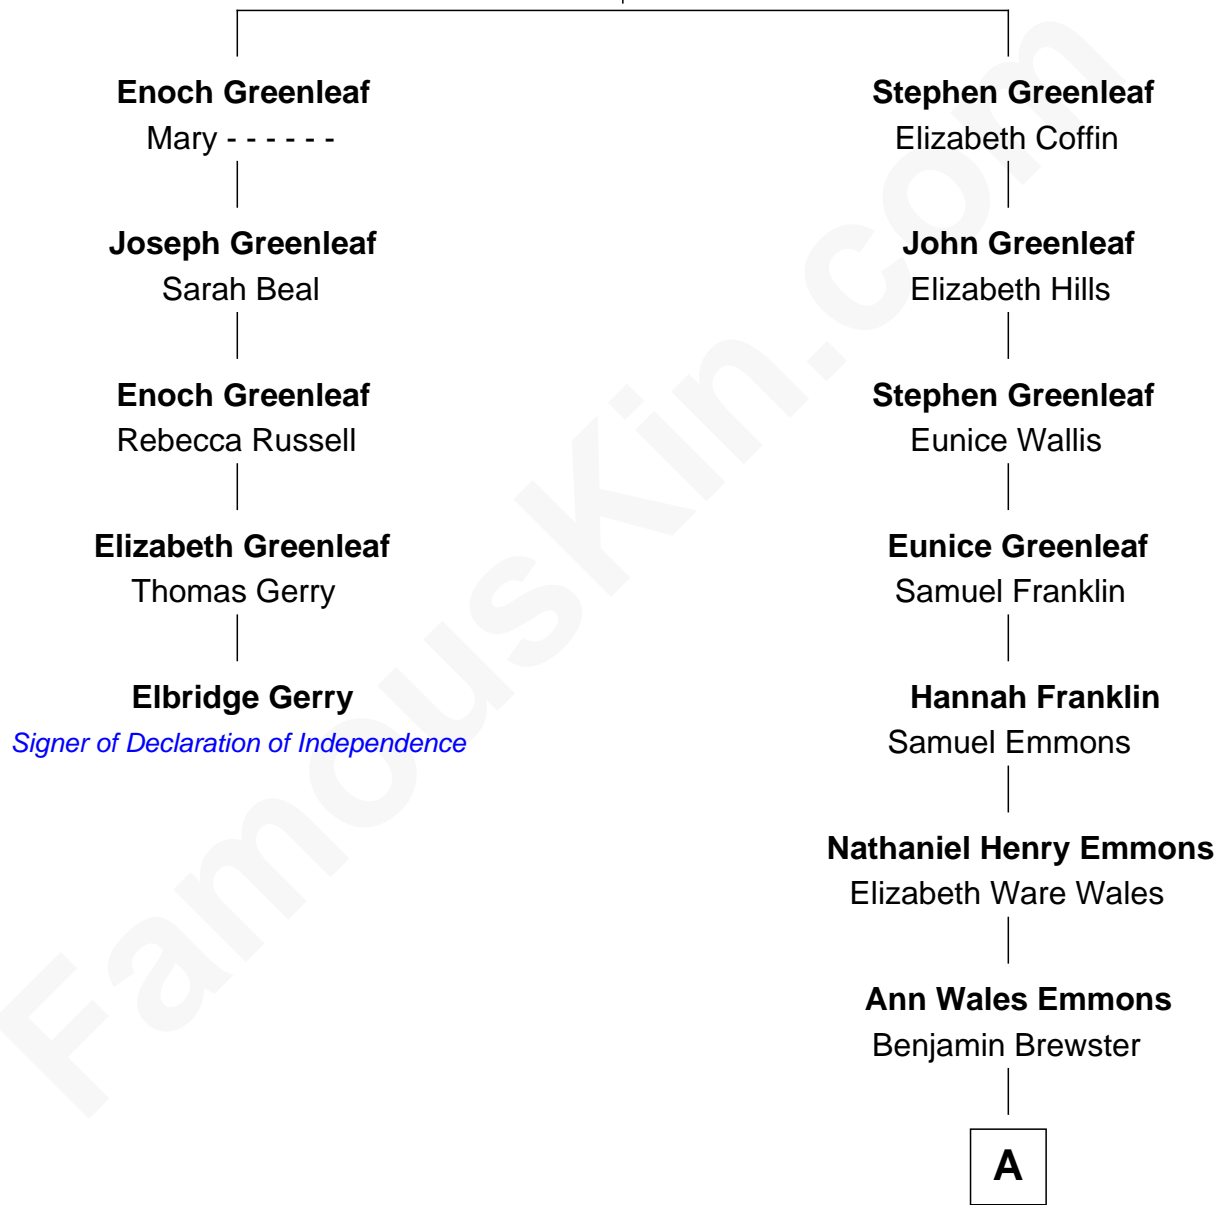 Enoch Greenleaf
Mary - - - - - -
Stephen Greenleaf
Elizabeth Coffin
Joseph Greenleaf
Sarah Beal
John Greenleaf
Elizabeth Hills
Enoch Greenleaf
Rebecca Russell
Stephen Greenleaf
Eunice Wallis
Elizabeth Greenleaf
Thomas Gerry
Eunice Greenleaf
Samuel Franklin
Elbridge Gerry
Signer of Declaration of Independence
Hannah Franklin
Samuel Emmons
Nathaniel Henry Emmons
Elizabeth Ware Wales
Ann Wales Emmons
Benjamin Brewster
A
FamousKin.com